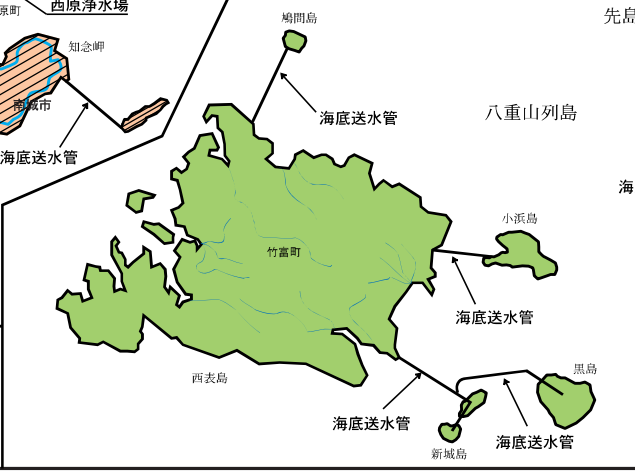 原町
西原浄水場
鳩間島
先島
知念岬
南城市
海底送水管
八重山列島
海底送水管
海
小浜島
竹富町
海底送水管
西表島
黒島
海底送水管
海底送水管
新城島